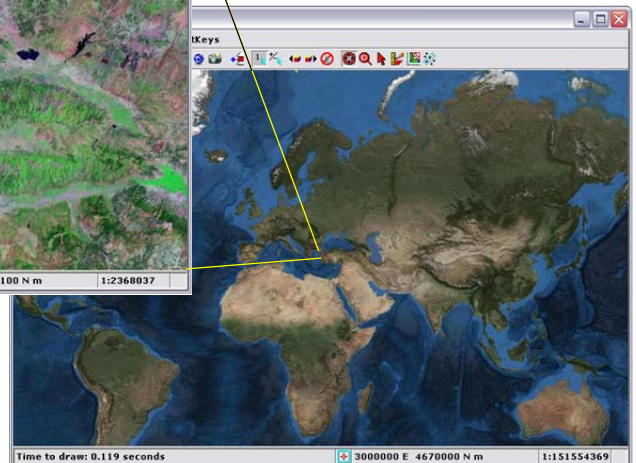 tKeys
100 N m 1:2368037
Time to draw: 0.119 seconds 3000000 E 4670000 N m 1:151554369